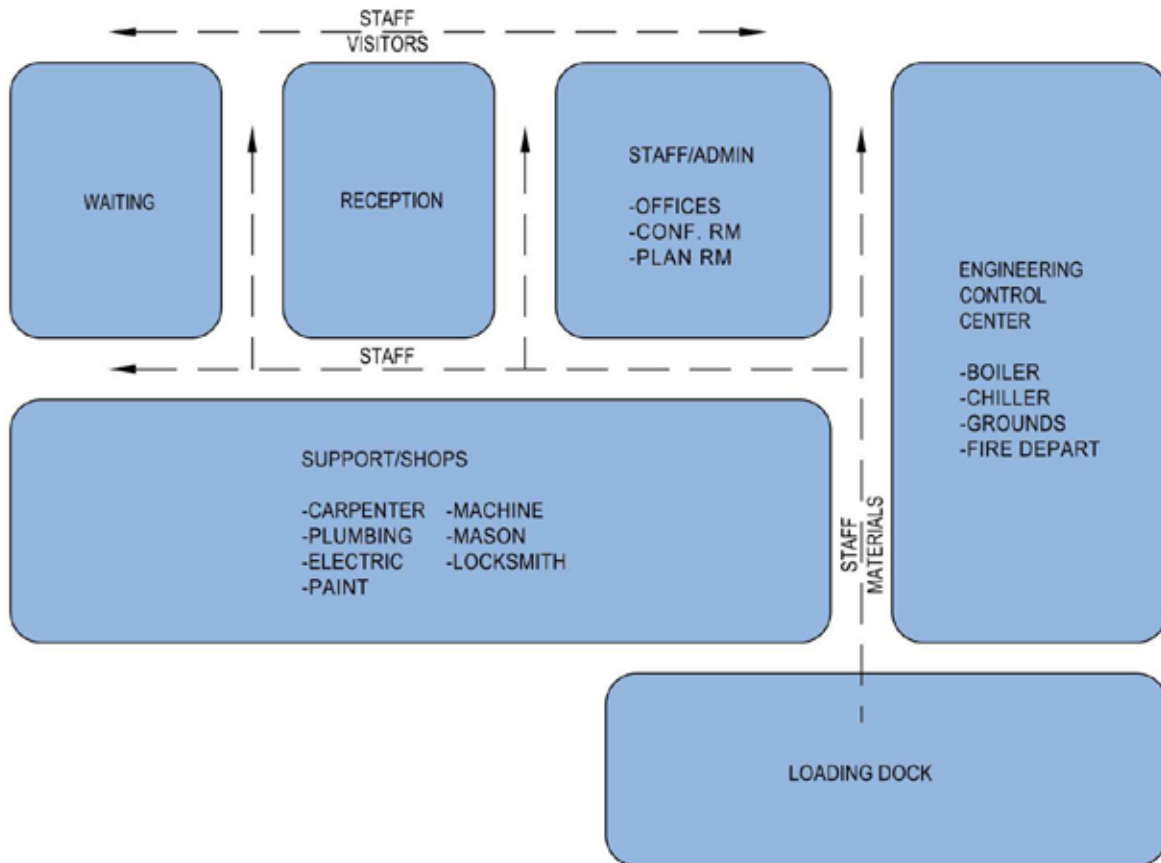 STAFF
VISITORS
WAITING
RECEPTION
STAFF/ADMIN
-OFFICES
-CONF. RM
-PLAN RM
ENGINEERING
CONTROL
CENTER
-BOILER
-CHILLER
-GROUNDS
-FIRE DEPART
STAFF
SUPPORT/SHOPS
-CARPENTER -MACHINE
-PLUMBING -MASON
-ELECTRIC -LOCKSMITH
-PAINT
STAFF
MATERIALS
LOADING DOCK